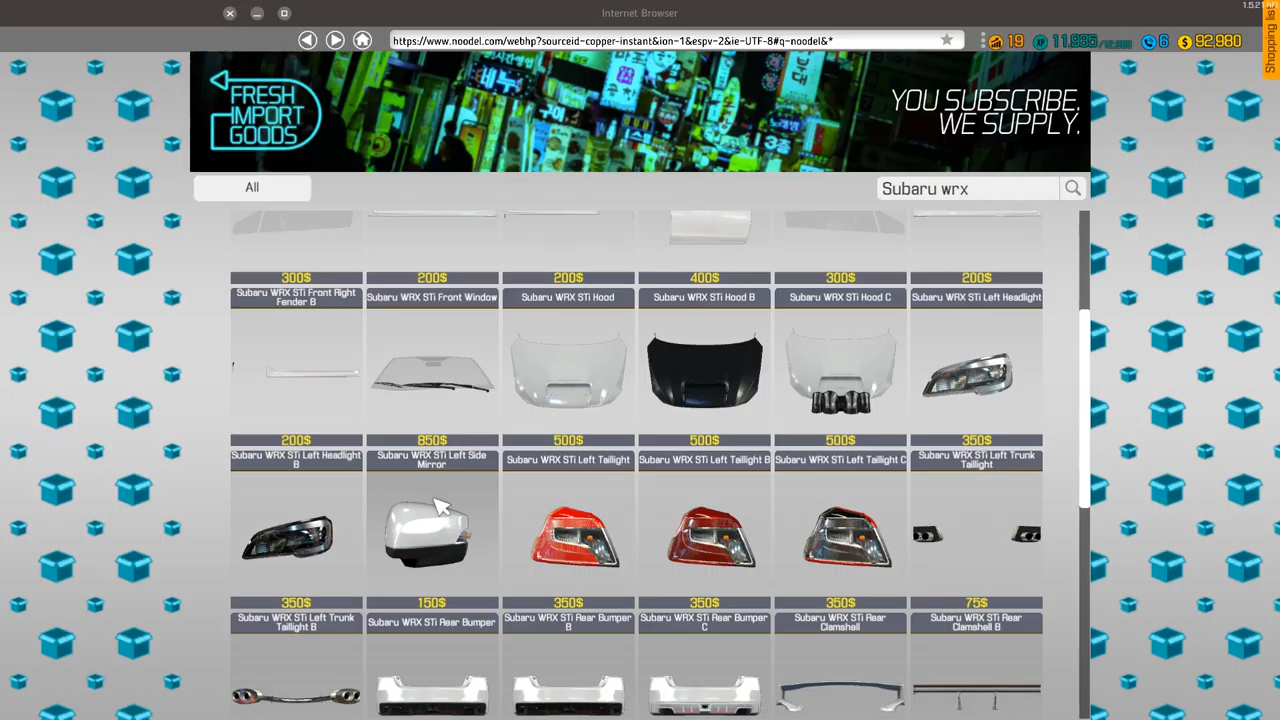 Internet Browser
1.5.21
Shopping list
https://www.noodel.com/webhp?sourceid-copper-instant&ion-1&espv-2&ie-UTF-8#q-noodel&*
19
6
92,980
FRESH
IMPORT
GOODS
YOU SUBSCRIBE.
WE SUPPLY.
All
Subaru wrx
300$
200$
200$
400$
300$
200$
Subaru WRX STi Front Right
Fender B
Subaru WRX STi Front Window
Subaru WRX STi Hood
Subaru WRX STi Hood B
Subaru WRX STi Hood C
Subaru WRX STi Left Headlight
200$
850$
500$
500$
500$
350$
Subaru WRX STi Left Headlight
B
Subaru WRX STi Left Side
Mirror
Subaru WRX STi Left Taillight
Subaru WRX STi Left Taillight B
Subaru WRX STi Left Taillight C
Subaru WRX STi Left Trunk
Taillight
350$
150$
350$
350$
350$
75$
Subaru WRX STi Left Trunk
Taillight B
Subaru WRX STi Rear Bumper
Subaru WRX STi Rear Bumper
B
Subaru WRX STi Rear Bumper
C
Subaru WRX STi Rear
Clamshell
Subaru WRX STi Rear
Clamshell B